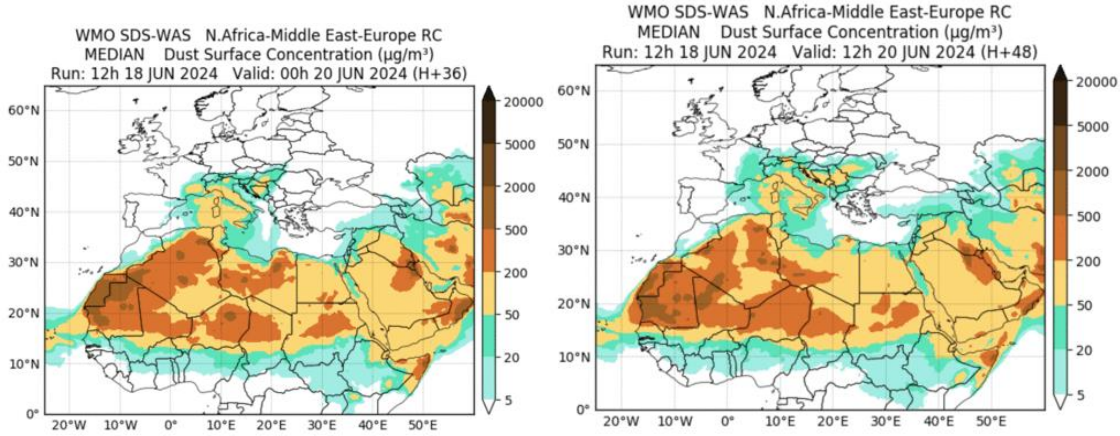 WMO SDS-WAS N.Africa-Middle East-Europe RC
MEDIAN Dust Surface Concentration (µg/m³)
Run: 12h 18 JUN 2024 Valid: 00h 20 JUN 2024 (H+36)
60°N
50°N
40°N
30°N
20°N
10°N
0°
20°W
10°W
0°
10°E
20°E
30°E
40°E
50°E
20000
5000
2000
500
200
50
20
5
WMO SDS-WAS N.Africa-Middle East-Europe RC
MEDIAN Dust Surface Concentration (µg/m³)
Run: 12h 18 JUN 2024 Valid: 12h 20 JUN 2024 (H+48)
60°N
50°N
40°N
30°N
20°N
10°N
0°
20°W
10°W
0°
10°E
20°E
30°E
40°E
50°E
20000
5000
2000
500
200
50
20
5